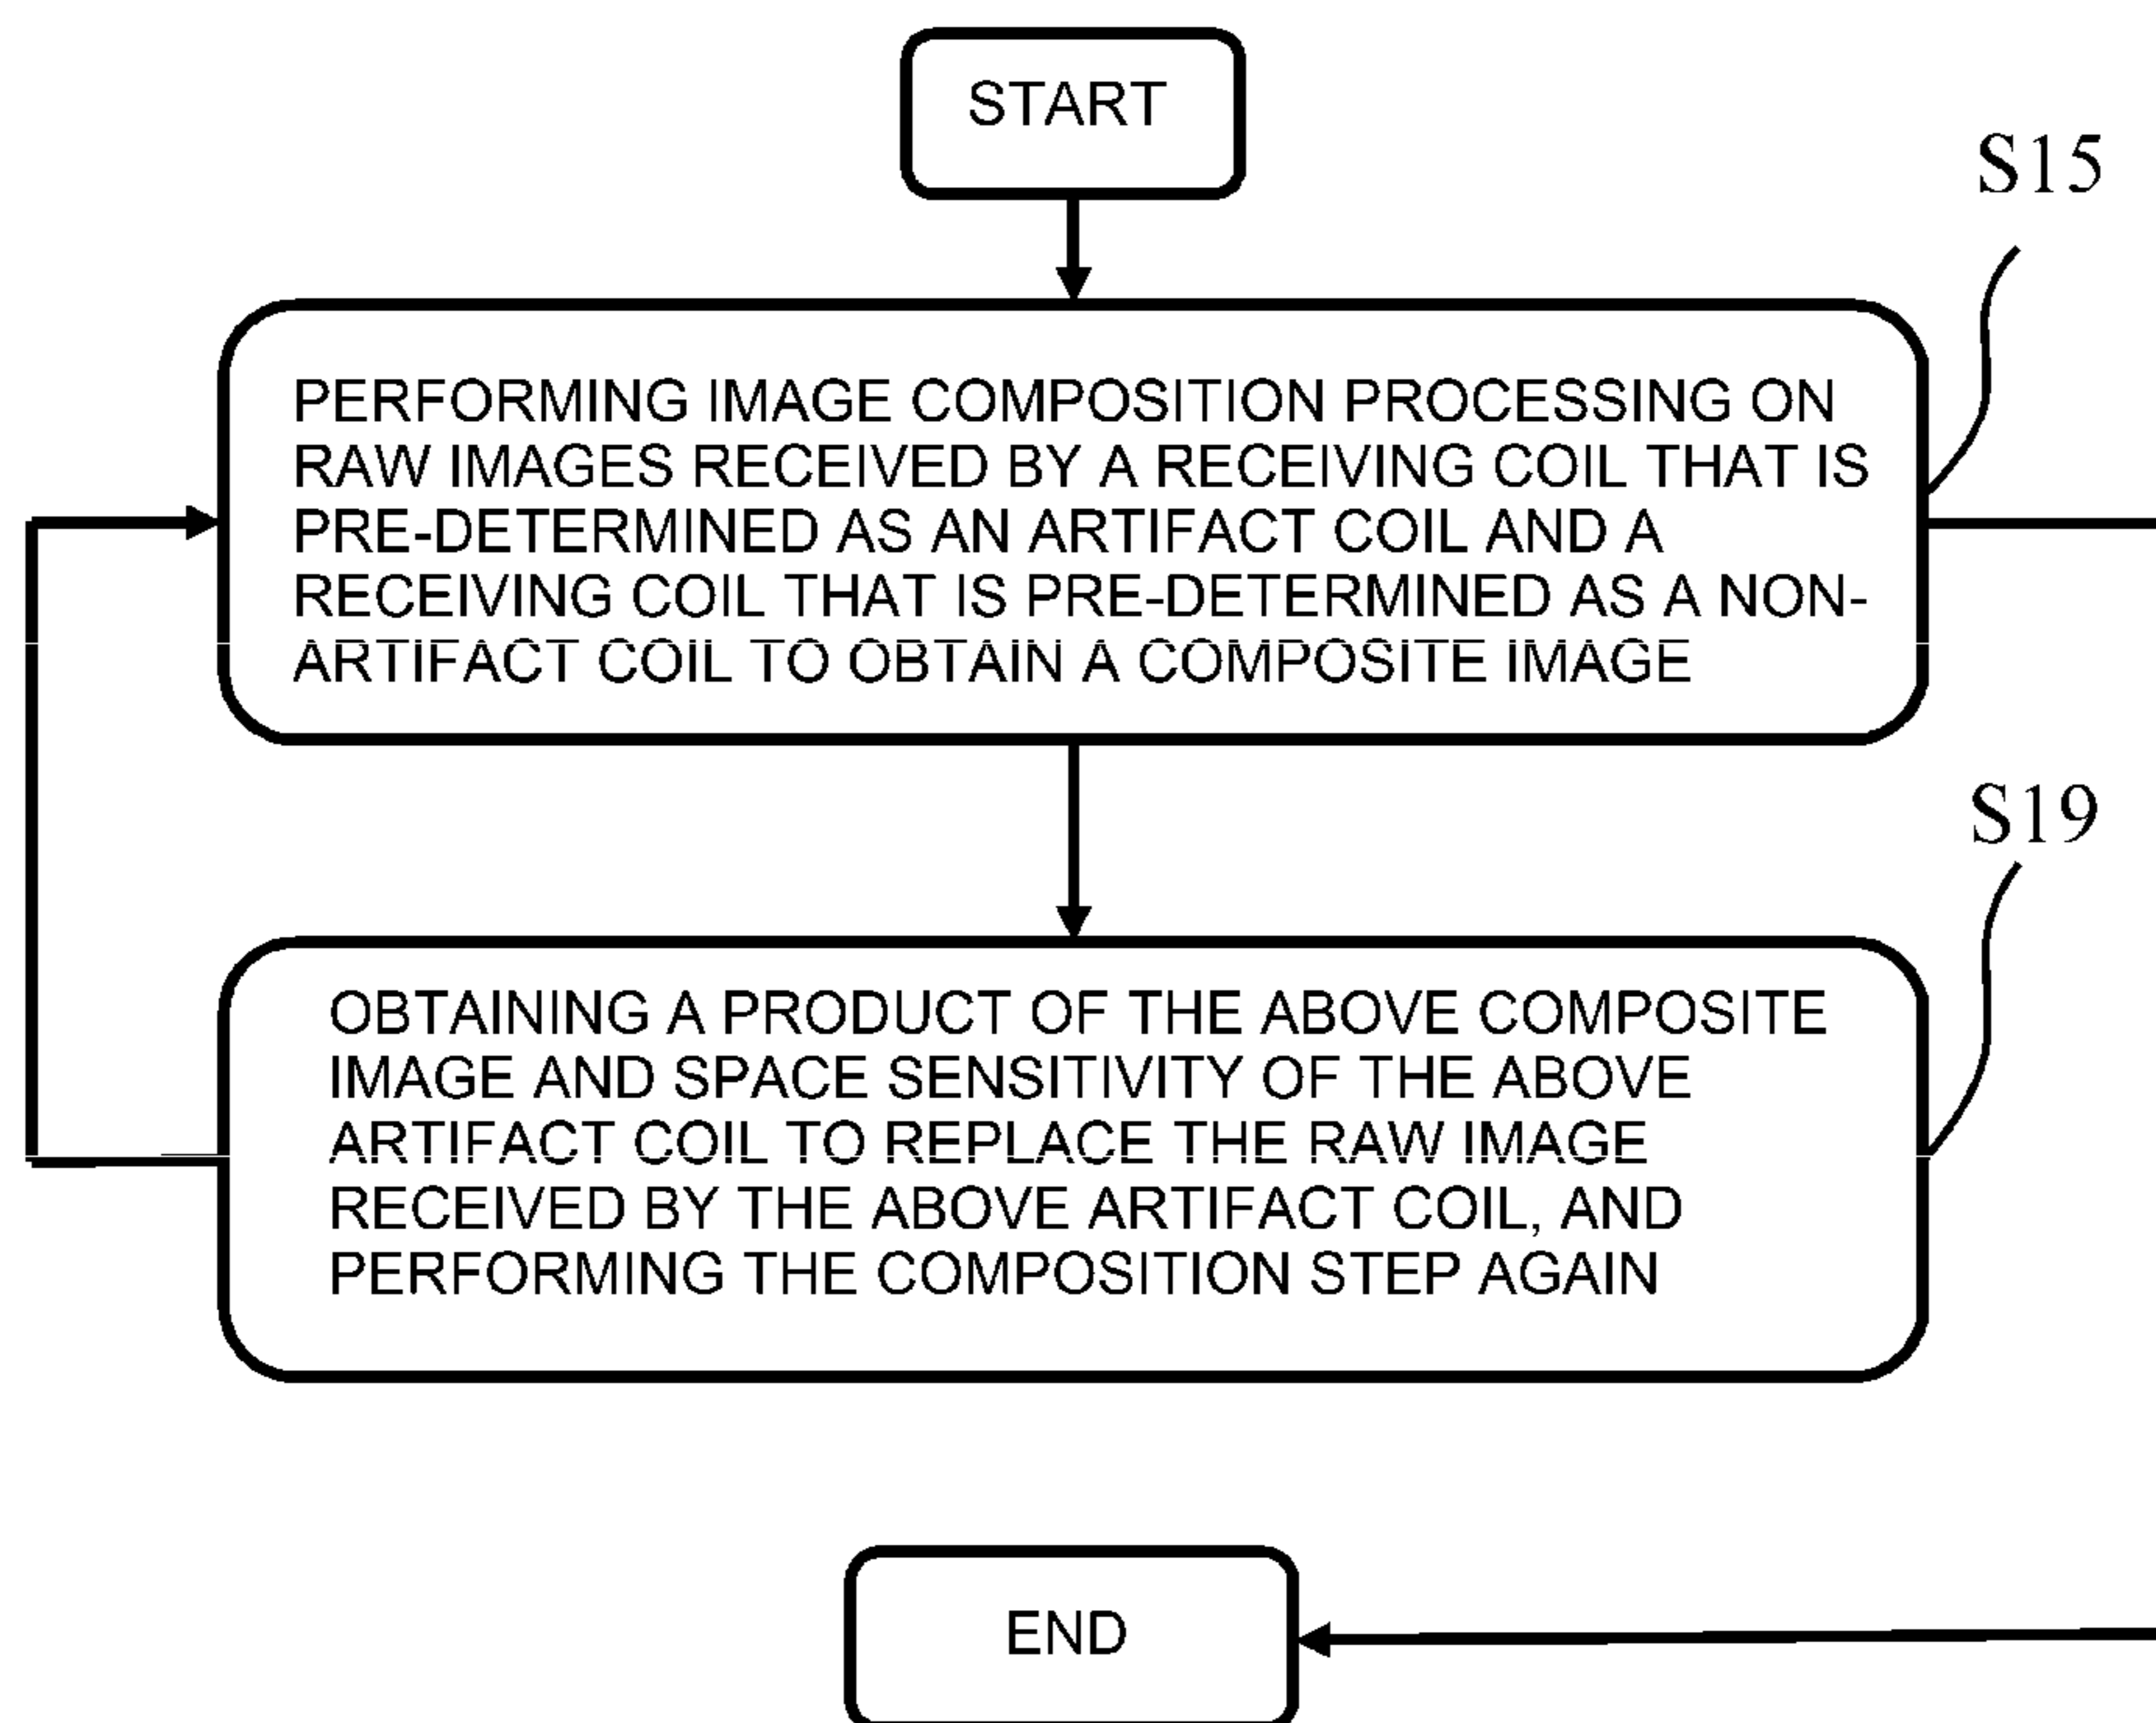 START
S15
PERFORMING IMAGE COMPOSITION PROCESSING ON
RAW IMAGES RECEIVED BY A RECEIVING COIL THAT IS
PRE-DETERMINED AS AN ARTIFACT COIL AND A
RECEIVING COIL THAT IS PRE-DETERMINED AS A NON-
ARTIFACT COIL TO OBTAIN A COMPOSITE IMAGE
S19
OBTAINING A PRODUCT OF THE ABOVE COMPOSITE
IMAGE AND SPACE SENSITIVITY OF THE ABOVE
ARTIFACT COIL TO REPLACE THE RAW IMAGE
RECEIVED BY THE ABOVE ARTIFACT COIL, AND
PERFORMING THE COMPOSITION STEP AGAIN
END